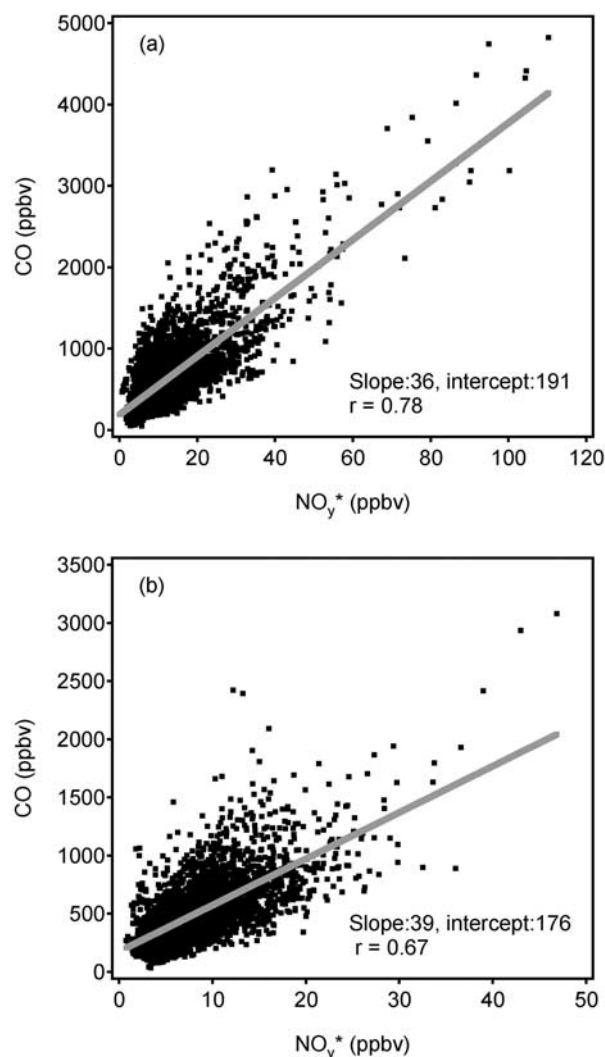 (a)
CO (ppbv)
5000
4000
3000
2000
1000
0
Slope:36, intercept:191
r = 0.78
0 20 40 60 80 100 120
NOy* (ppbv)
(b)
CO (ppbv)
3500
3000
2500
2000
1500
1000
500
0
Slope:39, intercept:176
r = 0.67
0 10 20 30 40 50
NOy* (ppbv)